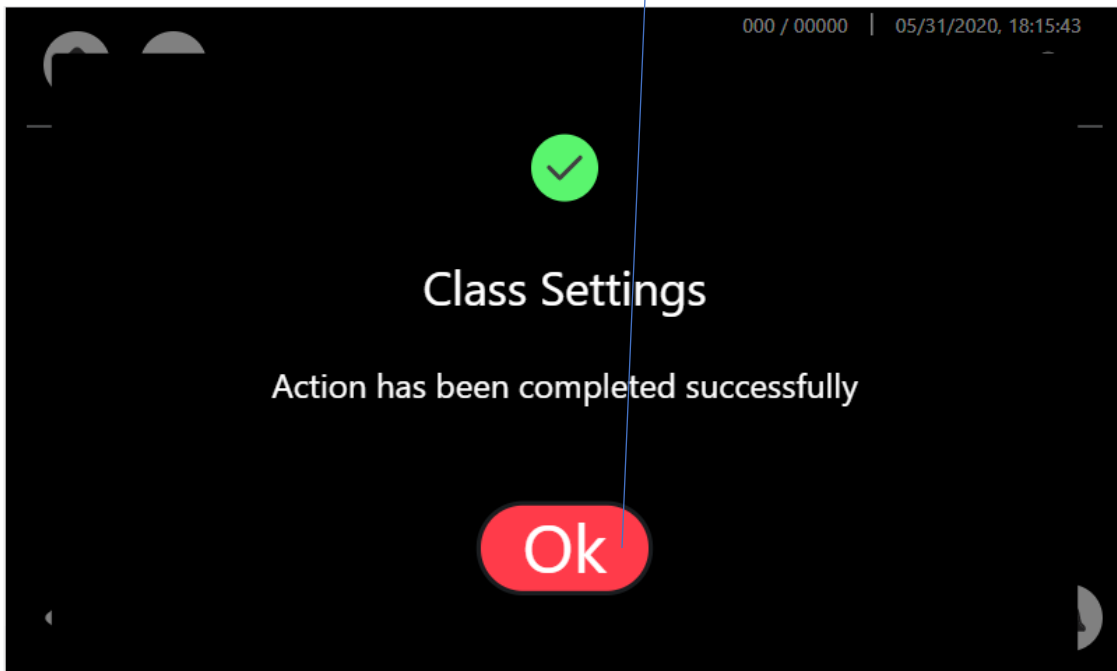 000 / 00000 | 05/31/2020, 18:15:43
Class Settings
Action has been completed successfully
Ok